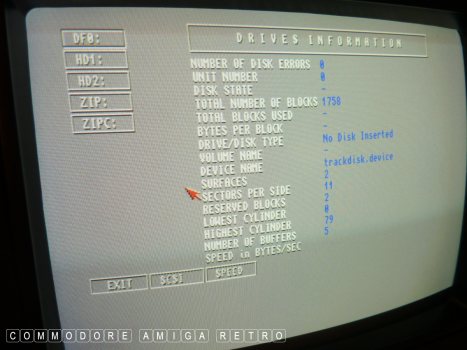 DRIVES INFORMATION
DF0:
HD1:
HD2:
ZIP:
ZIPC:
NUMBER OF DISK ERRORS 0
UNIT NUMBER 0
DISK STATE -
TOTAL NUMBER OF BLOCKS 1758
TOTAL BLOCKS USED -
BYTES PER BLOCK -
DRIVE/DISK TYPE No Disk Inserted
VOLUME NAME -
DEVICE NAME trackdisk.device
SURFACES 2
SECTORS PER SIDE 11
RESERVED BLOCKS 2
LOWEST CYLINDER 0
HIGHEST CYLINDER 79
NUMBER OF BUFFERS 5
SPEED in BYTES/SEC
EXIT SCSI SPEED
COMMODORE AMIGA RETRO